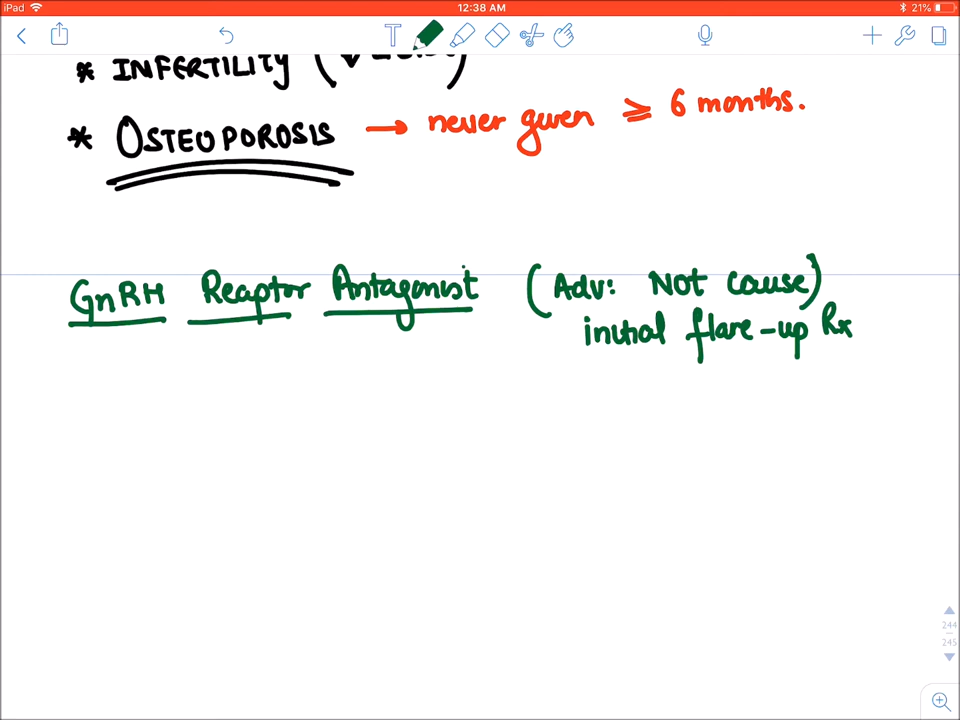 iPad 12:38 AM 21%
T
* INFERTILITY (
* OSTEOPOROSIS → never given ⩾ 6 months.
GnRH Reaptor Antagonist (Adv: Not cause)
initial flare-up Rx
244
245